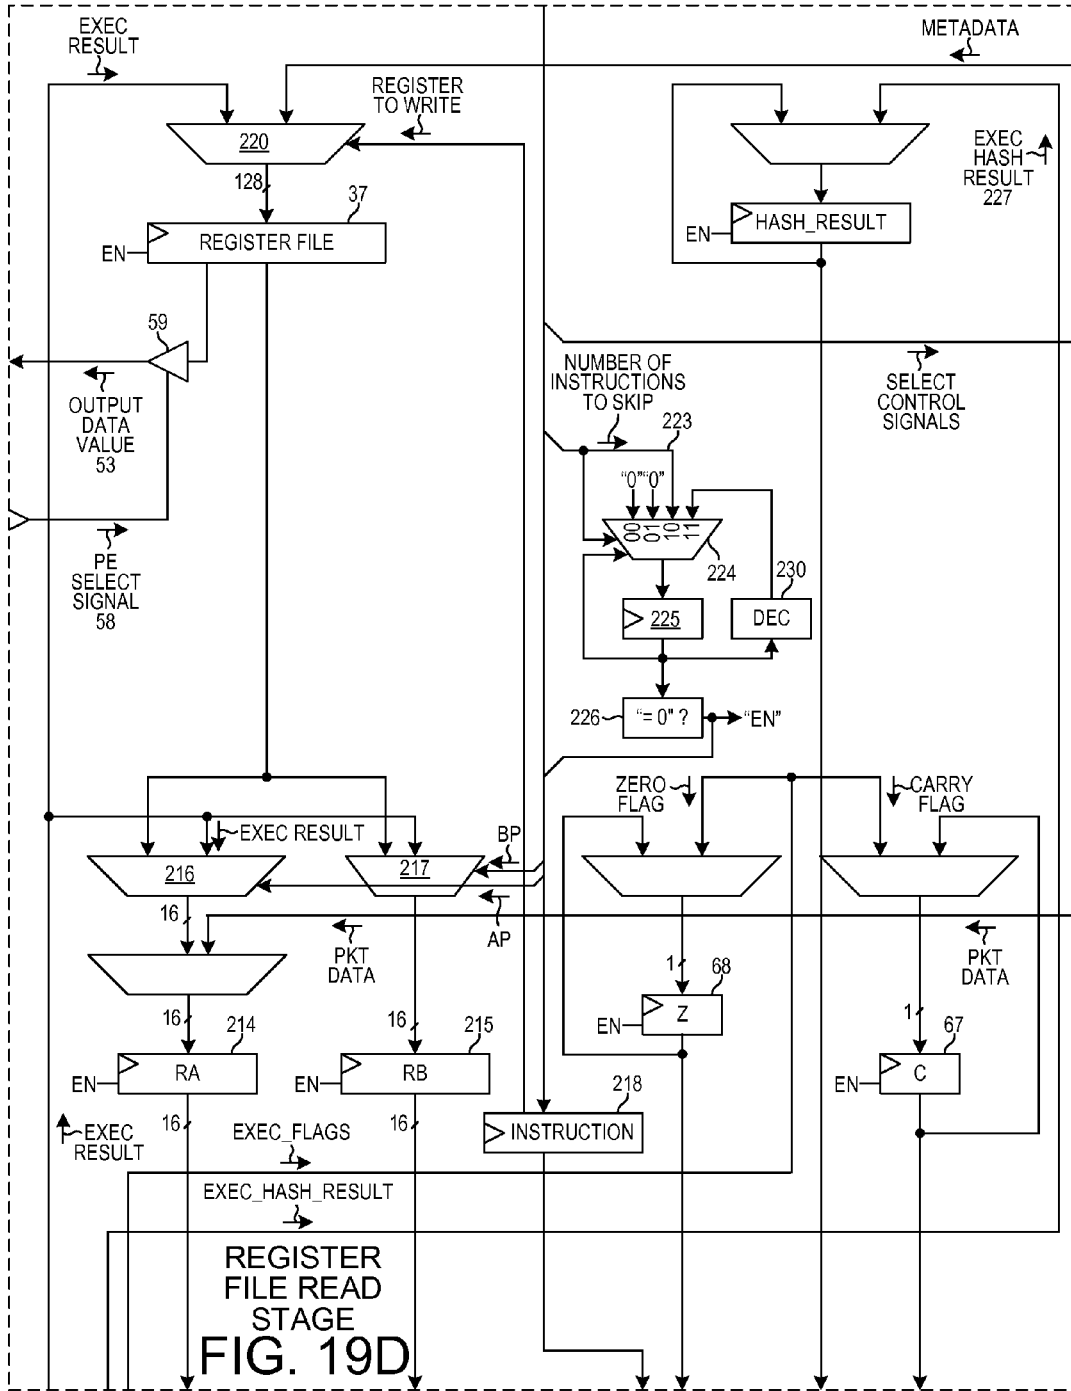 EXEC
RESULT
METADATA
REGISTER
TO WRITE
220
EXEC
HASH
RESULT
227
128
37
REGISTER FILE
EN
HASH_RESULT
EN
59
OUTPUT
DATA
VALUE
53
NUMBER OF
INSTRUCTIONS
TO SKIP
SELECT
CONTROL
SIGNALS
223
"0" "0"
00
01
10
11
224
PE
SELECT
SIGNAL
58
230
225
DEC
226
"= 0" ?
"EN"
ZERO
FLAG
CARRY
FLAG
EXEC RESULT
BP
216
217
16
AP
PKT
DATA
PKT
DATA
1
68
Z
EN
1
67
C
EN
16
214
RA
EN
16
215
RB
EN
16
16
218
INSTRUCTION
EXEC
RESULT
EXEC_FLAGS
EXEC_HASH_RESULT
REGISTER
FILE READ
STAGE
FIG. 19D